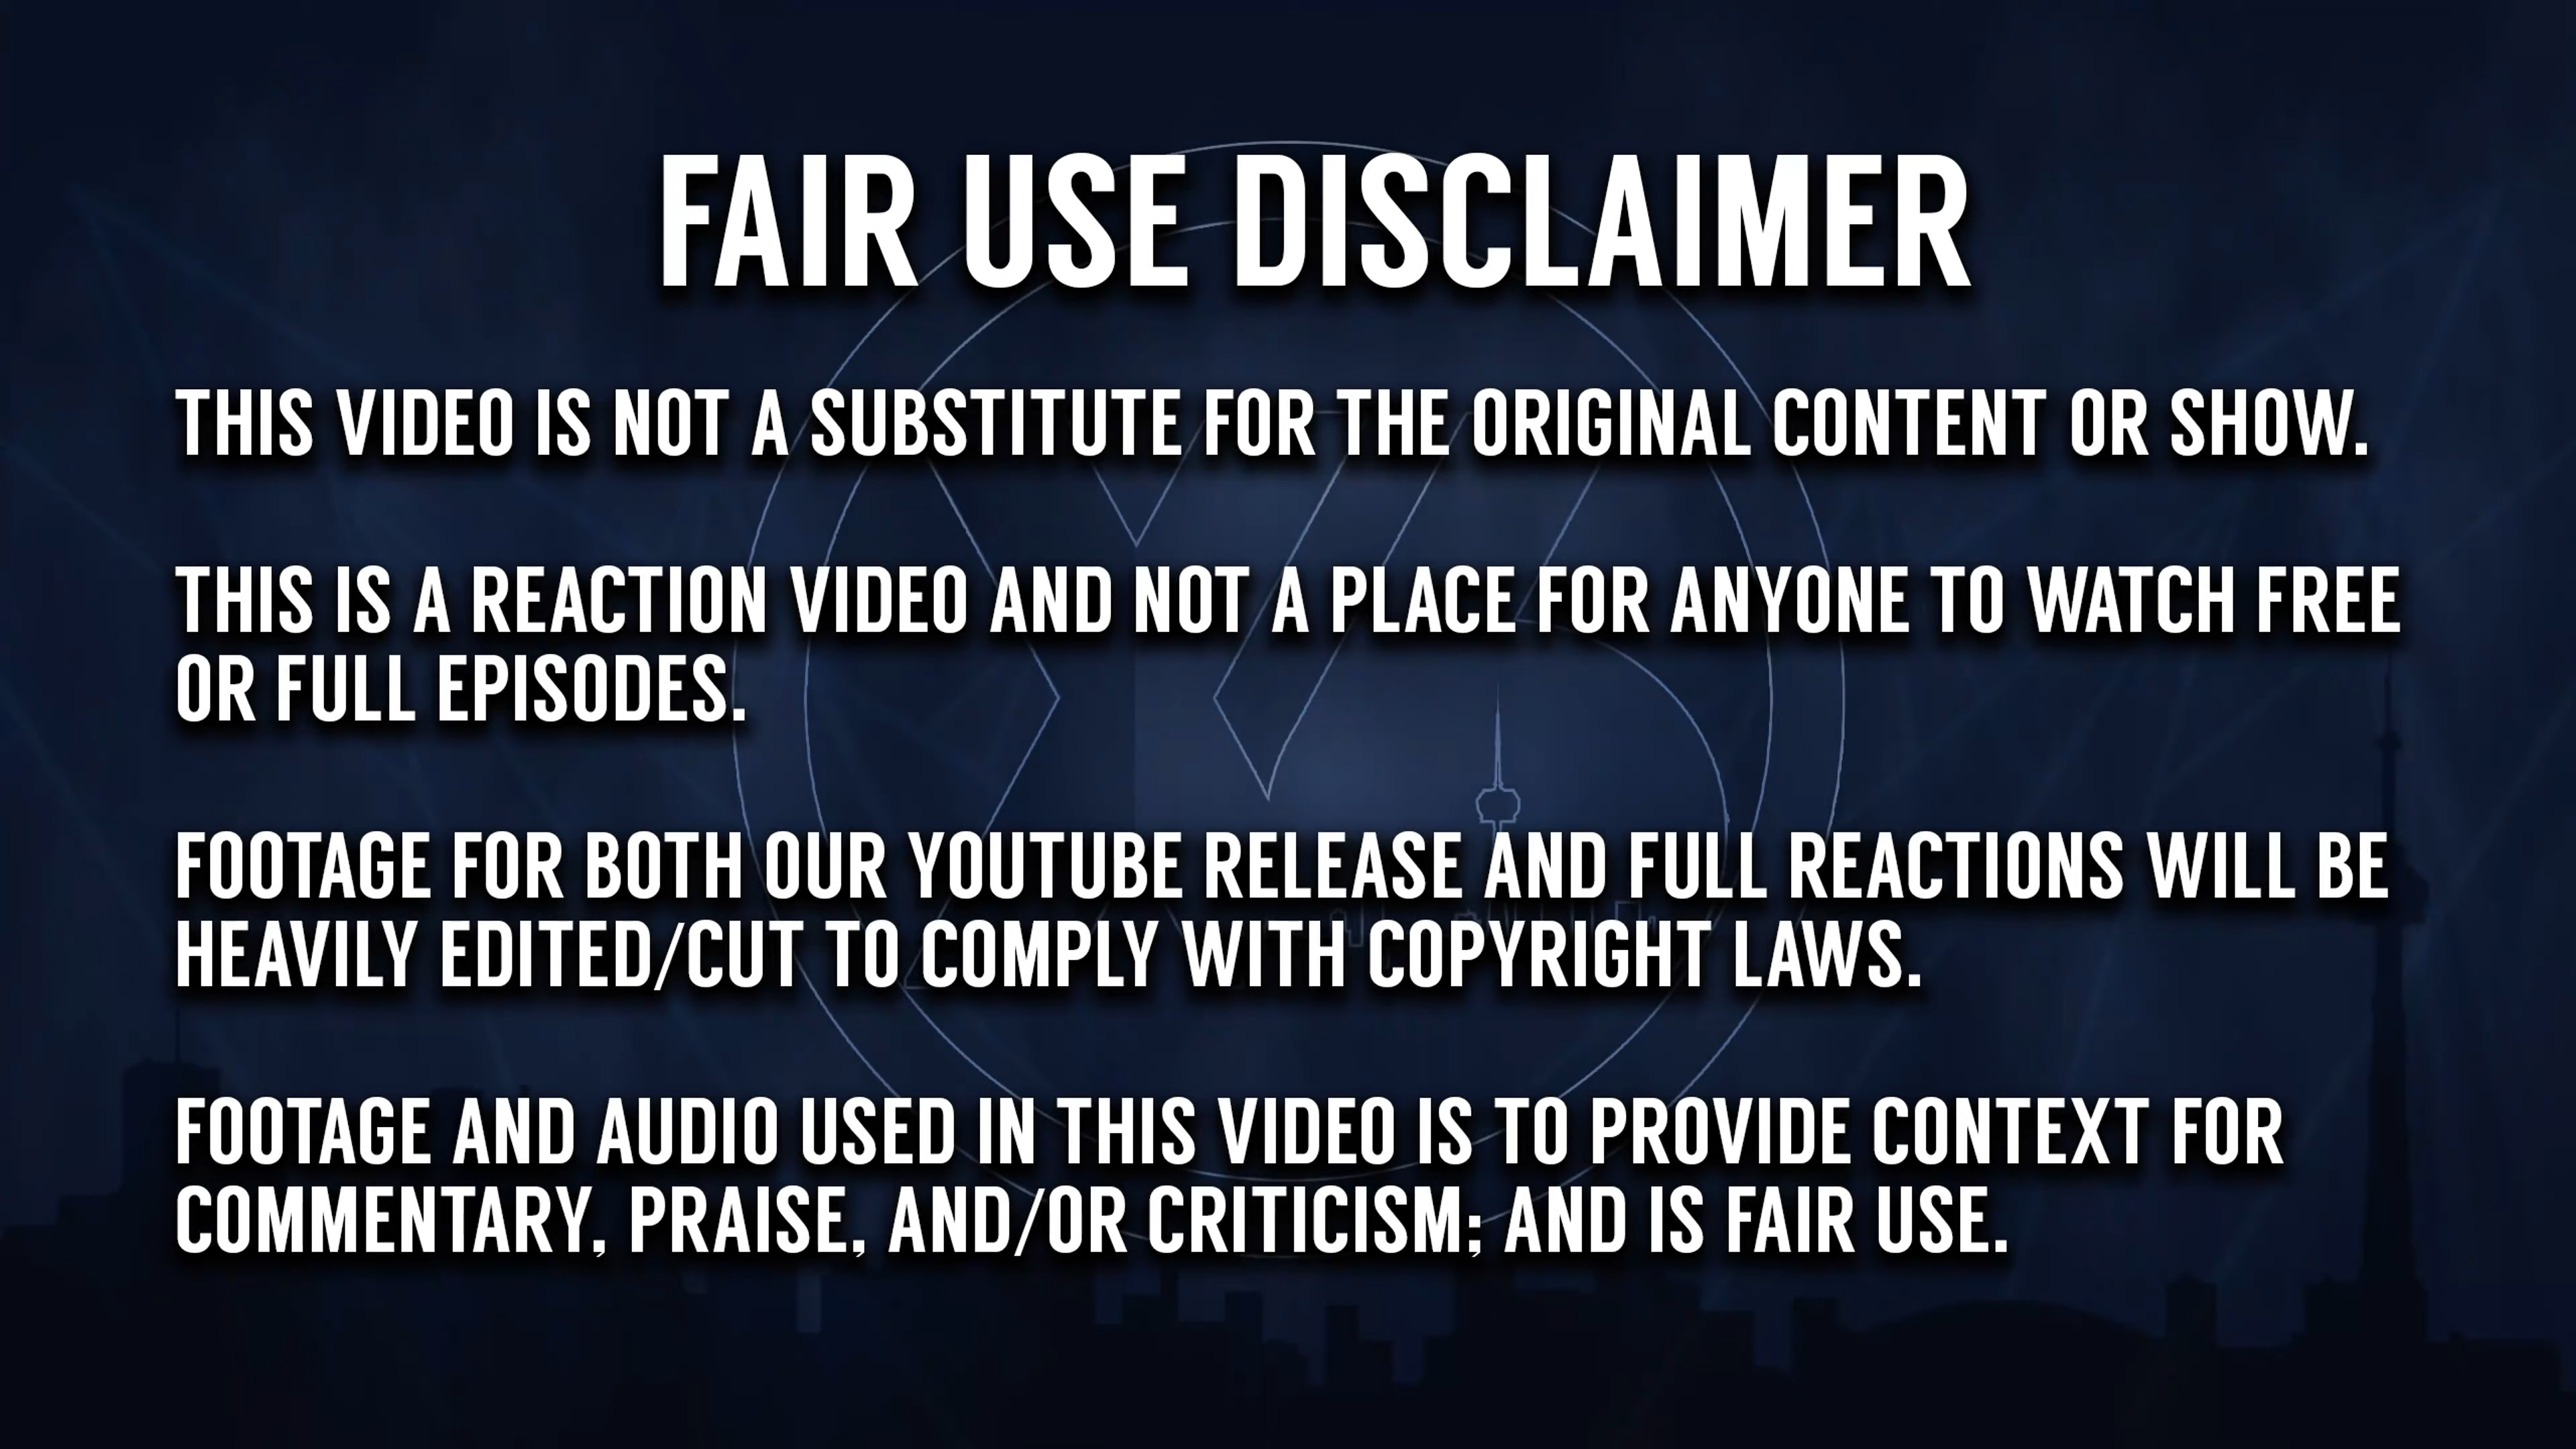 FAIR USE DISCLAIMER
THIS VIDEO IS NOT A SUBSTITUTE FOR THE ORIGINAL CONTENT OR SHOW.
THIS IS A REACTION VIDEO AND NOT A PLACE FOR ANYONE TO WATCH FREE
OR FULL EPISODES.
FOOTAGE FOR BOTH OUR YOUTUBE RELEASE AND FULL REACTIONS WILL BE
HEAVILY EDITED/CUT TO COMPLY WITH COPYRIGHT LAWS.
FOOTAGE AND AUDIO USED IN THIS VIDEO IS TO PROVIDE CONTEXT FOR
COMMENTARY, PRAISE, AND/OR CRITICISM; AND IS FAIR USE.